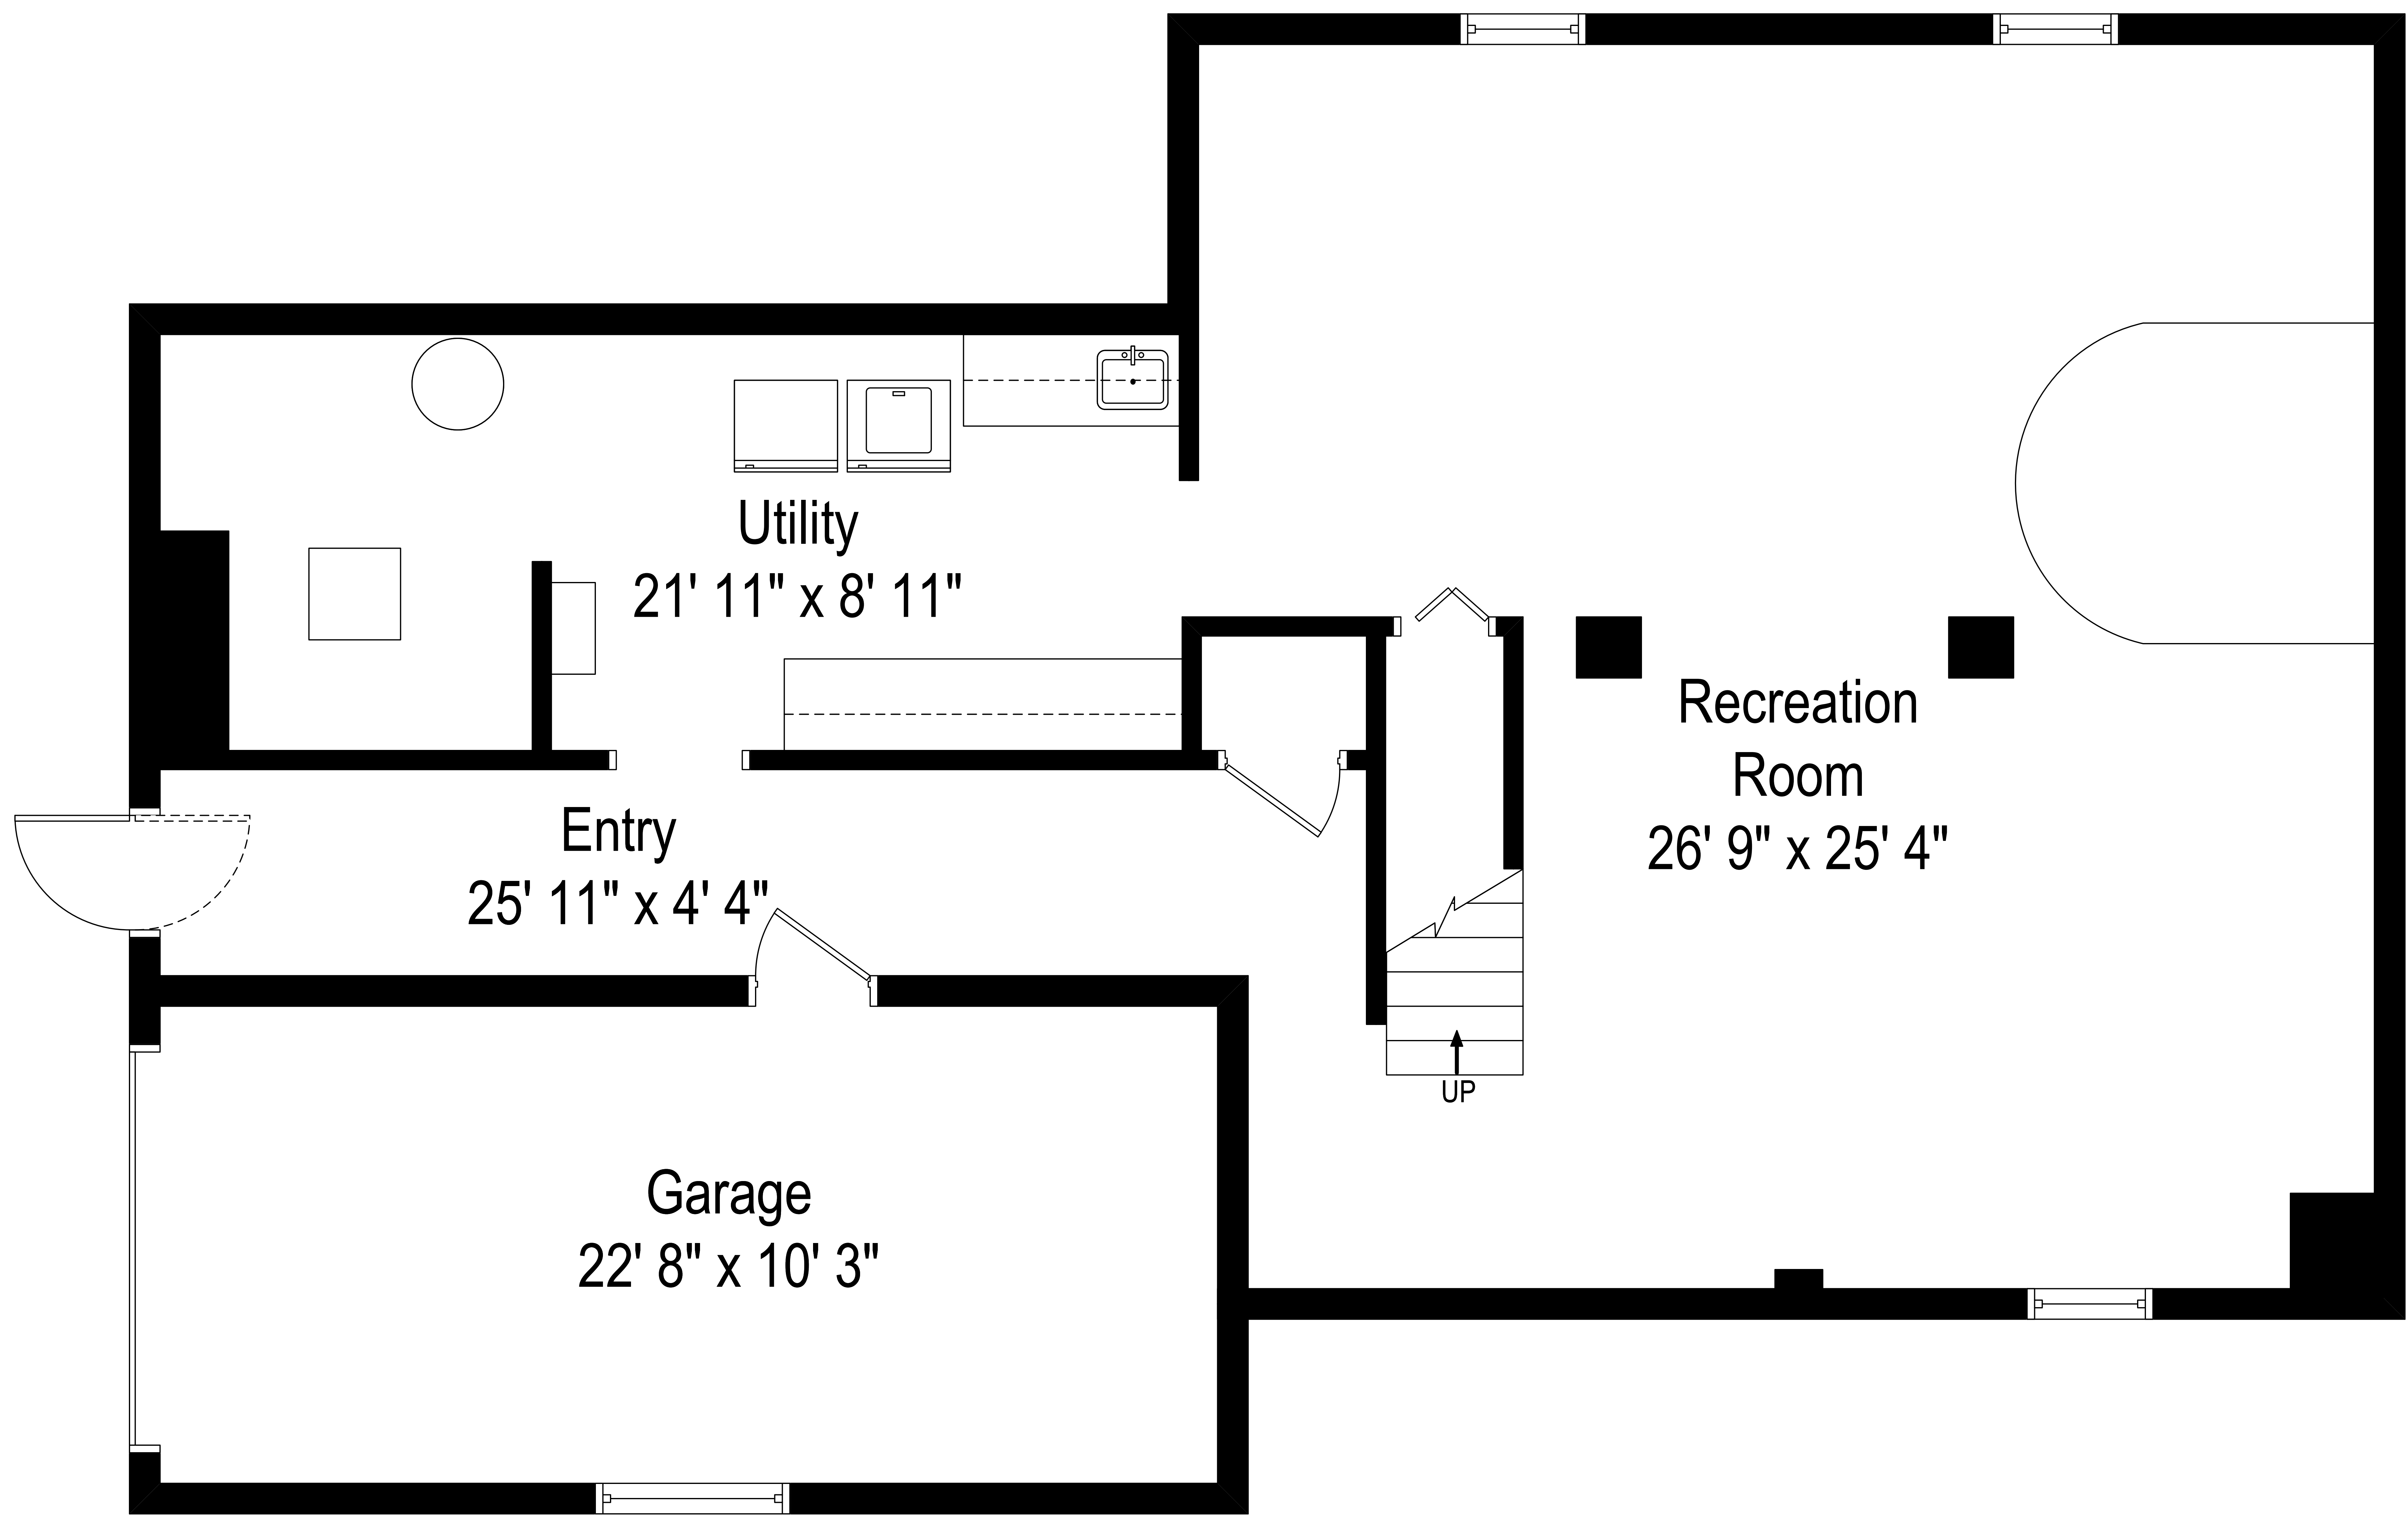 Utility
21' 11" x 8' 11"
Recreation
Room
26' 9" x 25' 4"
Entry
25' 11" x 4' 4"
UP
Garage
22' 8" x 10' 3"